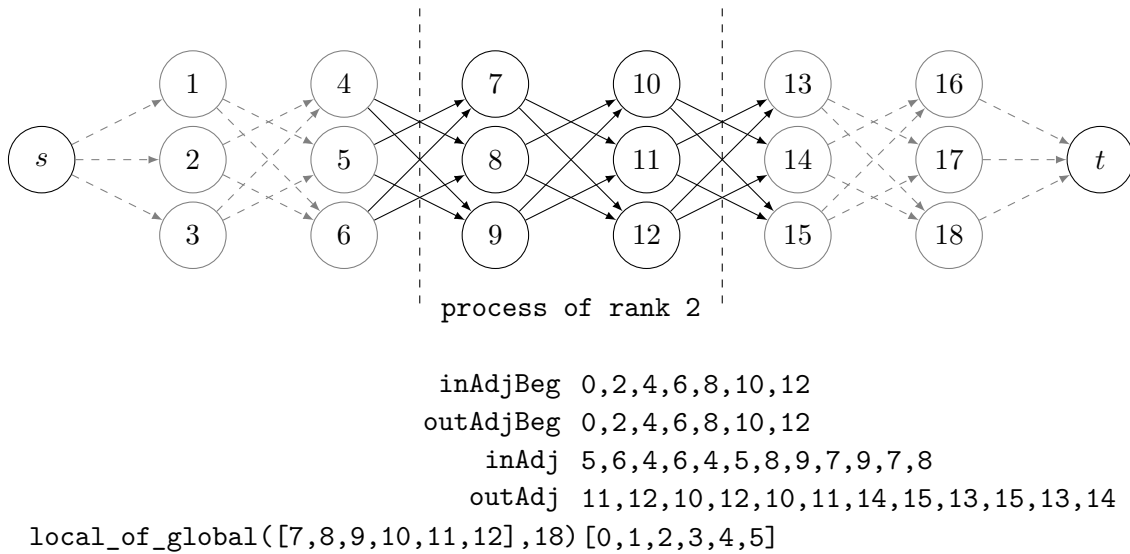 1 4 7 10 13 16
s 2 5 8 11 14 17 t
3 6 9 12 15 18
process of rank 2
inAdjBeg 0,2,4,6,8,10,12
outAdjBeg 0,2,4,6,8,10,12
inAdj 5,6,4,6,4,5,8,9,7,9,7,8
outAdj 11,12,10,12,10,11,14,15,13,15,13,14
local_of_global([7,8,9,10,11,12],18) [0,1,2,3,4,5]